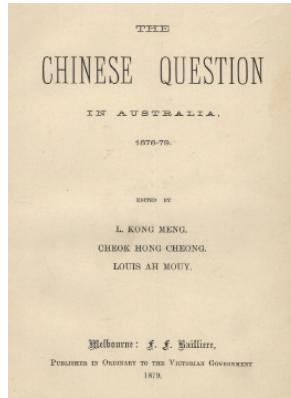 THE
CHINESE QUESTION
IN AUSTRALIA,
1878-79.
EDITED BY
L. KONG MENG.
CHEOK HONG CHEONG.
LOUIS AH MOUY.
Melbourne: F. F. Bailliere,
PUBLISHER IN ORDINARY TO THE VICTORIAN GOVERNMENT
1879.